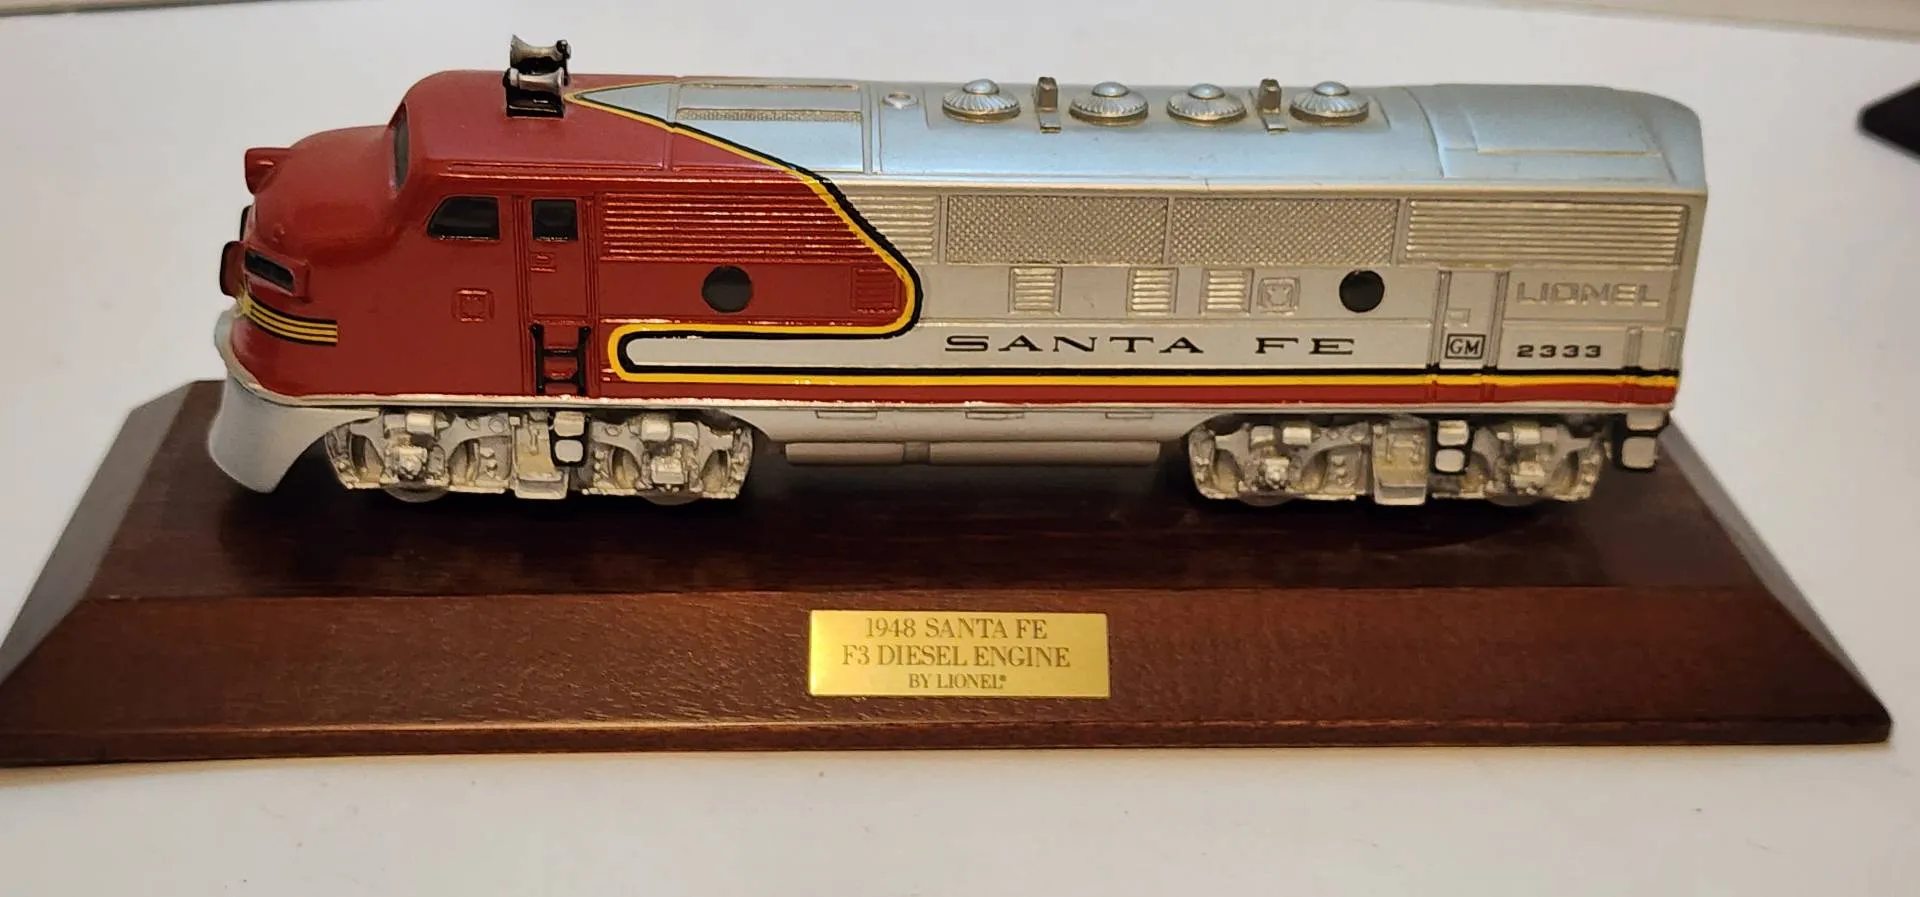 LIONEL
SANTA FE
GM
2333
1948 SANTA FE
F3 DIESEL ENGINE
BY LIONEL®